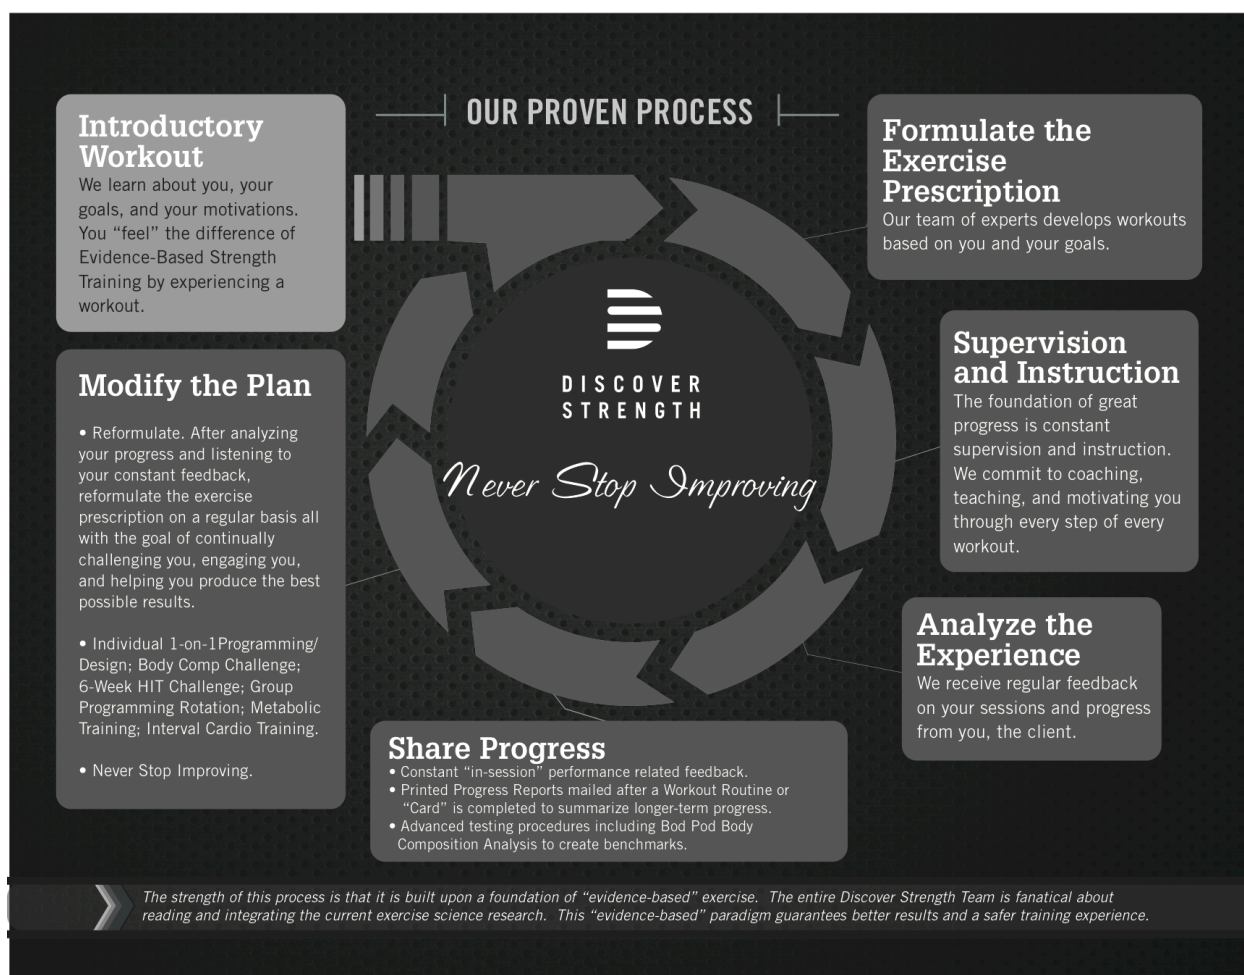 OUR PROVEN PROCESS
Introductory
Workout
We learn about you, your
goals, and your motivations.
You “feel” the difference of
Evidence-Based Strength
Training by experiencing a
workout.
Formulate the
Exercise
Prescription
Our team of experts develops workouts
based on you and your goals.
Supervision
and Instruction
The foundation of great
progress is constant
supervision and instruction.
We commit to coaching,
teaching, and motivating you
through every step of every
workout.
Analyze the
Experience
We receive regular feedback
on your sessions and progress
from you, the client.
Share Progress
• Constant “in-session” performance related feedback.
• Printed Progress Reports mailed after a Workout Routine or
“Card” is completed to summarize longer-term progress.
• Advanced testing procedures including Bod Pod Body
Composition Analysis to create benchmarks.
Modify the Plan
• Reformulate. After analyzing
your progress and listening to
your constant feedback,
reformulate the exercise
prescription on a regular basis all
with the goal of continually
challenging you, engaging you,
and helping you produce the best
possible results.
• Individual 1-on-1Programming/
Design; Body Comp Challenge;
6-Week HIT Challenge; Group
Programming Rotation; Metabolic
Training; Interval Cardio Training.
• Never Stop Improving.
DISCOVER
STRENGTH
Never Stop Improving
The strength of this process is that it is built upon a foundation of “evidence-based” exercise. The entire Discover Strength Team is fanatical about
reading and integrating the current exercise science research. This “evidence-based” paradigm guarantees better results and a safer training experience.